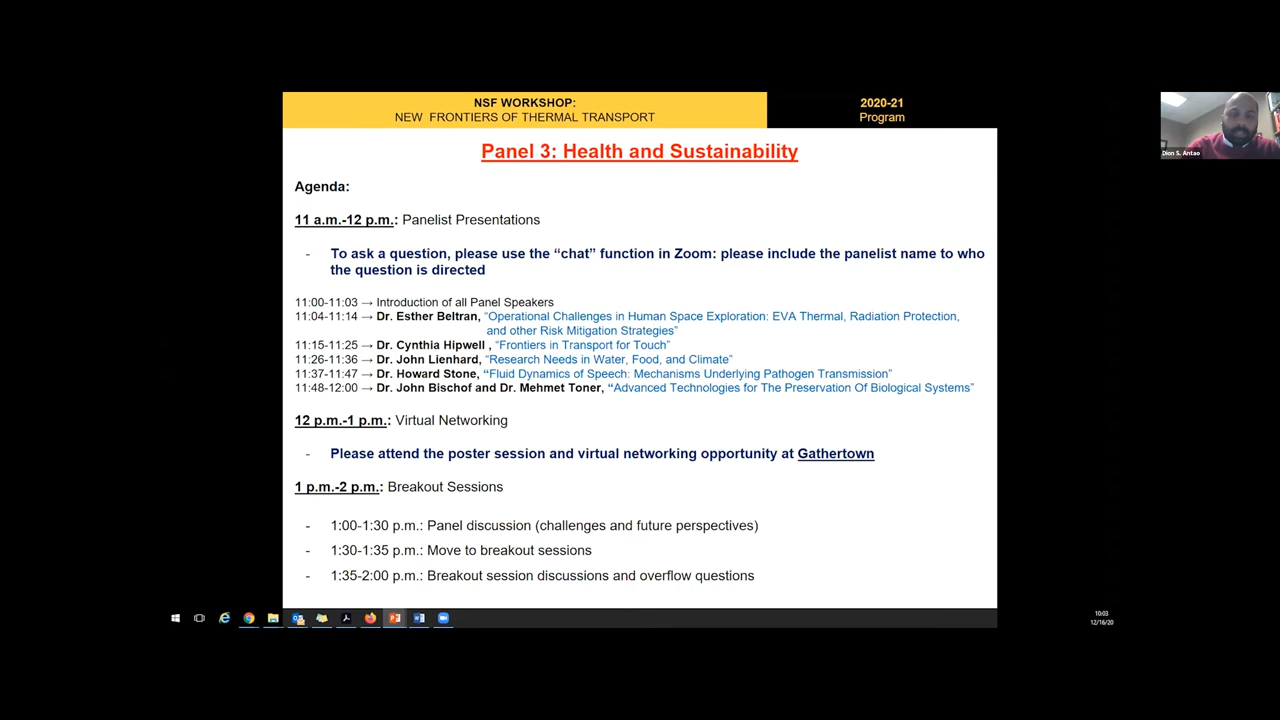 NSF WORKSHOP:
NEW FRONTIERS OF THERMAL TRANSPORT
2020-21
Program
Dion S. Antao
Panel 3: Health and Sustainability
Agenda:
11 a.m.-12 p.m.: Panelist Presentations
- To ask a question, please use the “chat” function in Zoom: please include the panelist name to who
the question is directed
11:00-11:03 → Introduction of all Panel Speakers
11:04-11:14 → Dr. Esther Beltran, “Operational Challenges in Human Space Exploration: EVA Thermal, Radiation Protection,
and other Risk Mitigation Strategies”
11:15-11:25 → Dr. Cynthia Hipwell , “Frontiers in Transport for Touch”
11:26-11:36 → Dr. John Lienhard, “Research Needs in Water, Food, and Climate”
11:37-11:47 → Dr. Howard Stone, “Fluid Dynamics of Speech: Mechanisms Underlying Pathogen Transmission”
11:48-12:00 → Dr. John Bischof and Dr. Mehmet Toner, “Advanced Technologies for The Preservation Of Biological Systems”
12 p.m.-1 p.m.: Virtual Networking
- Please attend the poster session and virtual networking opportunity at Gathertown
1 p.m.-2 p.m.: Breakout Sessions
- 1:00-1:30 p.m.: Panel discussion (challenges and future perspectives)
- 1:30-1:35 p.m.: Move to breakout sessions
- 1:35-2:00 p.m.: Breakout session discussions and overflow questions
10:03
12/16/20